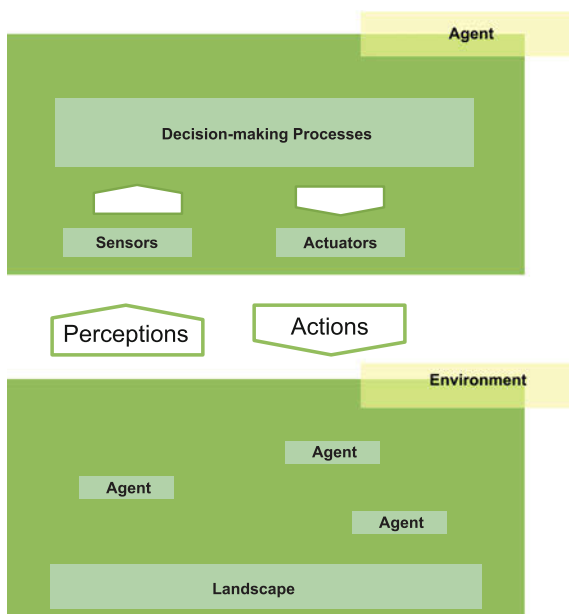 Agent
Decision-making Processes
Sensors
Actuators
Perceptions
Actions
Environment
Agent
Agent
Agent
Landscape